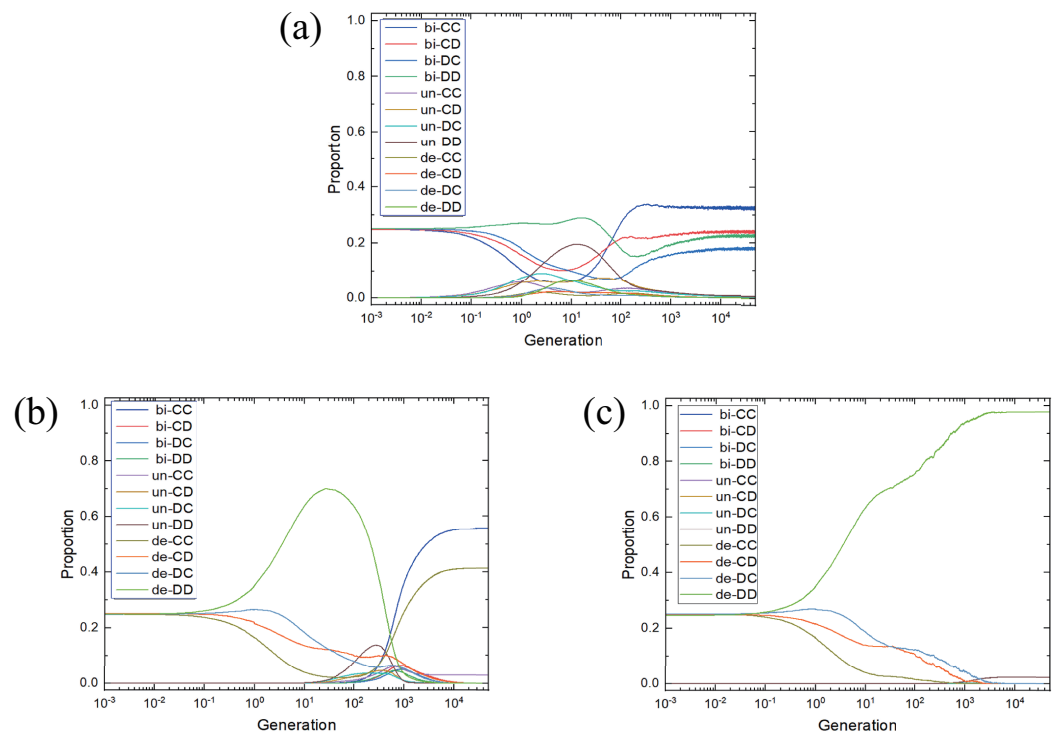 (a)
1.0
0.8
0.6
0.4
0.2
0.0
Proportion
bi-CC
bi-CD
bi-DC
bi-DD
un-CC
un-CD
un-DC
un-DD
de-CC
de-CD
de-DC
de-DD
10-3 10-2 10-1 100 101 102 103 104
Generation
(b)
1.0
0.8
0.6
0.4
0.2
0.0
Proportion
bi-CC
bi-CD
bi-DC
bi-DD
un-CC
un-CD
un-DC
un-DD
de-CC
de-CD
de-DC
de-DD
10-3 10-2 10-1 100 101 102 103 104
Generation
(c)
1.0
0.8
0.6
0.4
0.2
0.0
Proportion
bi-CC
bi-CD
bi-DC
bi-DD
un-CC
un-CD
un-DC
un-DD
de-CC
de-CD
de-DC
de-DD
10-3 10-2 10-1 100 101 102 103 104
Generation